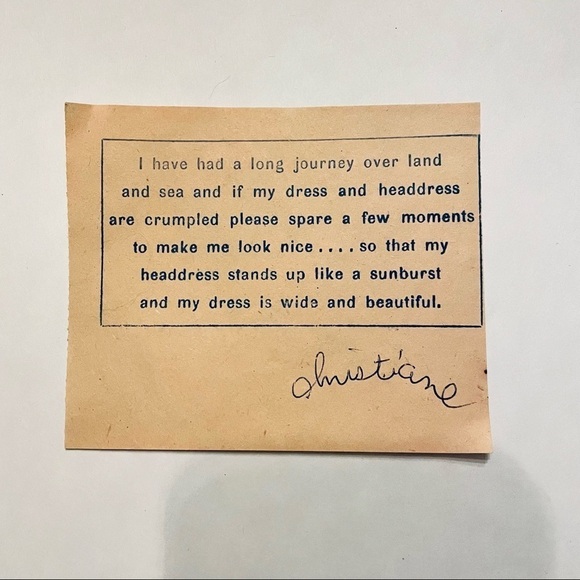 I have had a long journey over land
and sea and if my dress and headdress
are crumpled please spare a few moments
to make me look nice .... so that my
headdress stands up like a sunburst
and my dress is wide and beautiful.
Christiane